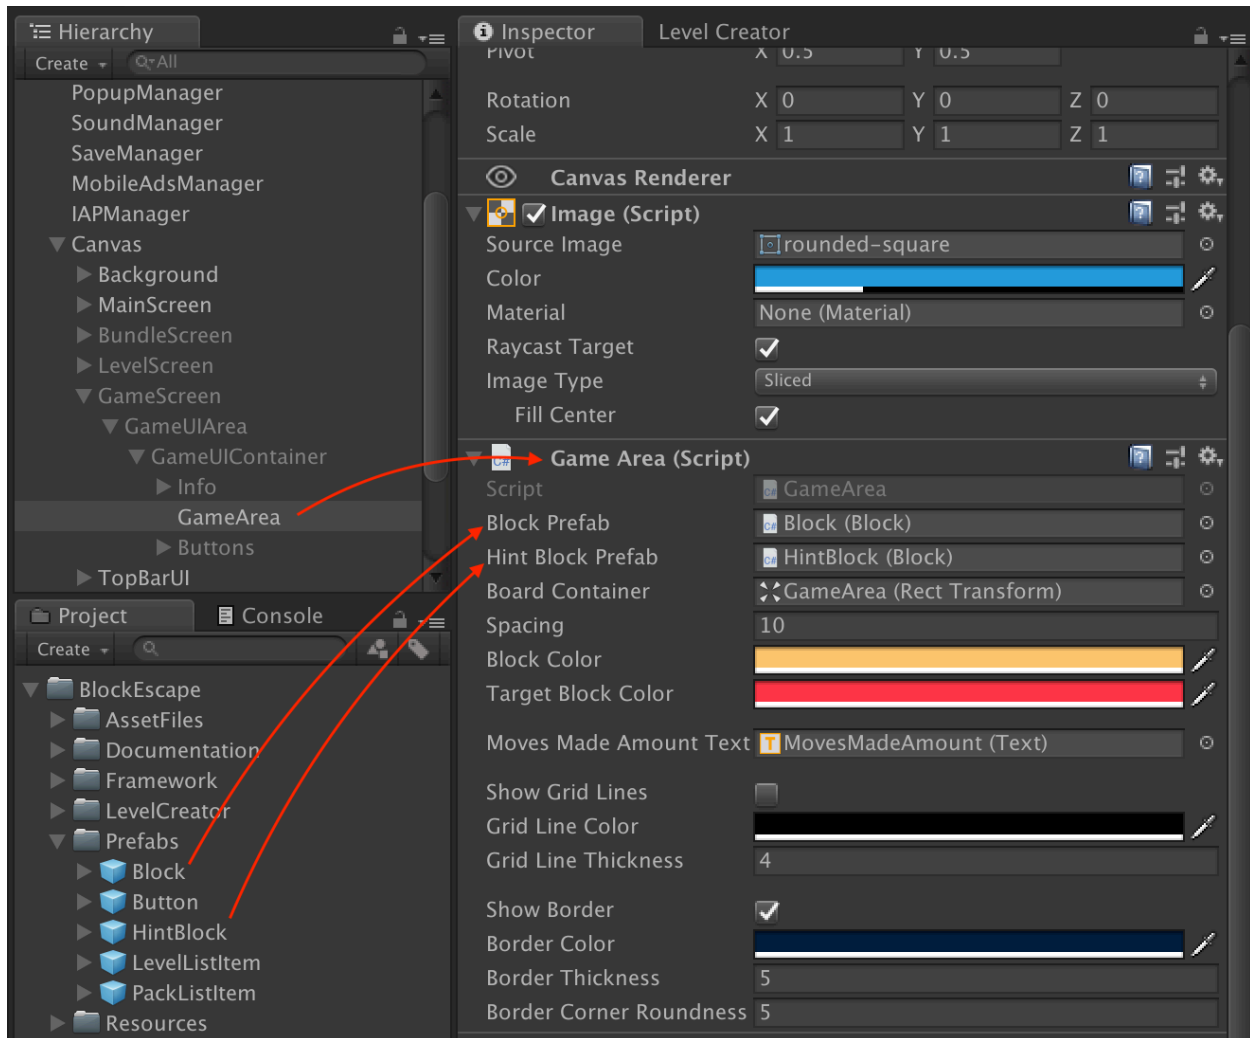 Hierarchy
Create
All
PopupManager
SoundManager
SaveManager
MobileAdsManager
IAPManager
Canvas
Background
MainScreen
BundleScreen
LevelScreen
GameScreen
GameUIArea
GameUIContainer
Info
GameArea
Buttons
TopBarUI
Project
Console
Create
BlockEscape
AssetFiles
Documentation
Framework
LevelCreator
Prefabs
Block
Button
HintBlock
LevelListItem
PackListItem
Resources
Inspector
Level Creator
Pivot X 0.5 Y 0.5
Rotation X 0 Y 0 Z 0
Scale X 1 Y 1 Z 1
Canvas Renderer
Image (Script)
Source Image rounded-square
Color
Material None (Material)
Raycast Target
Image Type Sliced
Fill Center
C# Game Area (Script)
Script C# GameArea
Block Prefab C# Block (Block)
Hint Block Prefab C# HintBlock (Block)
Board Container GameArea (Rect Transform)
Spacing 10
Block Color
Target Block Color
Moves Made Amount Text T MovesMadeAmount (Text)
Show Grid Lines
Grid Line Color
Grid Line Thickness 4
Show Border
Border Color
Border Thickness 5
Border Corner Roundness 5